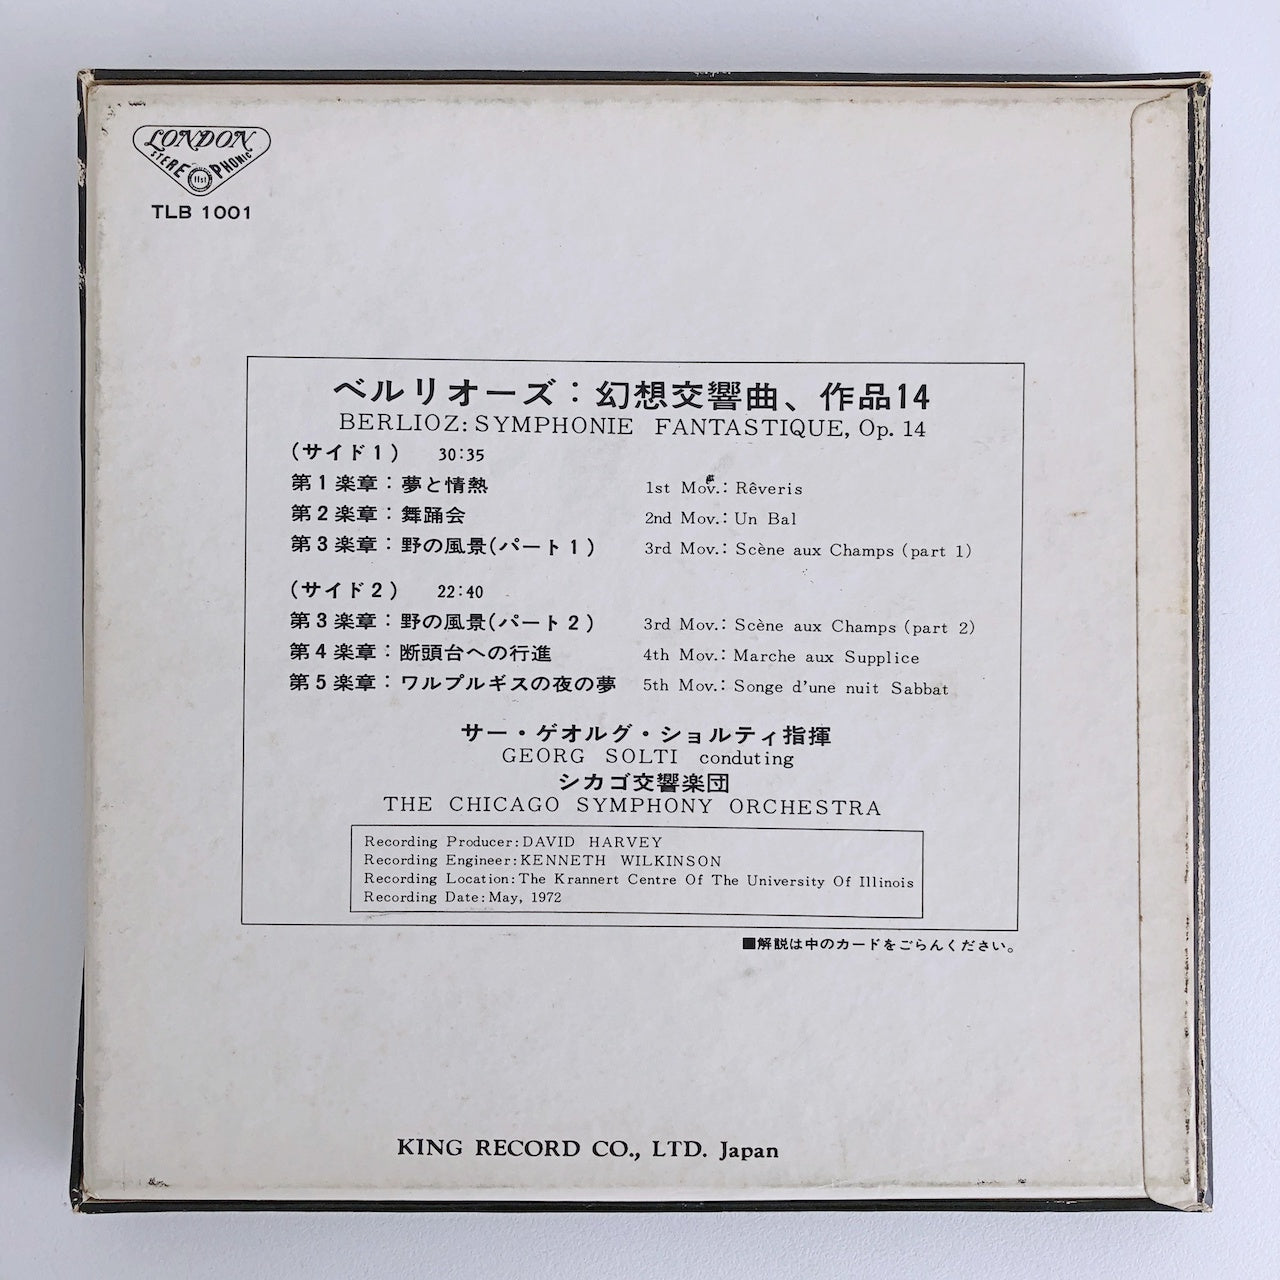 LONDON
STEREOPHONIC
ffss
TLB 1001
ベルリオーズ：幻想交響曲、作品14
BERLIOZ: SYMPHONIE FANTASTIQUE, Op. 14
(サイド1) 30:35
第1楽章：夢と情熱 1st Mov.: Rêveris
第2楽章：舞踊会 2nd Mov.: Un Bal
第3楽章：野の風景(パート1) 3rd Mov.: Scène aux Champs (part 1)
(サイド2) 22:40
第3楽章：野の風景(パート2) 3rd Mov.: Scène aux Champs (part 2)
第4楽章：断頭台への行進 4th Mov.: Marche aux Supplice
第5楽章：ワルプルギスの夜の夢 5th Mov.: Songe d'une nuit Sabbat
サー・ゲオルグ・ショルティ指揮
GEORG SOLTI conduting
シカゴ交響楽団
THE CHICAGO SYMPHONY ORCHESTRA
Recording Producer: DAVID HARVEY
Recording Engineer: KENNETH WILKINSON
Recording Location: The Krannert Centre Of The University Of Illinois
Recording Date: May, 1972
■解説は中のカードをごらんください。
KING RECORD CO., LTD. Japan